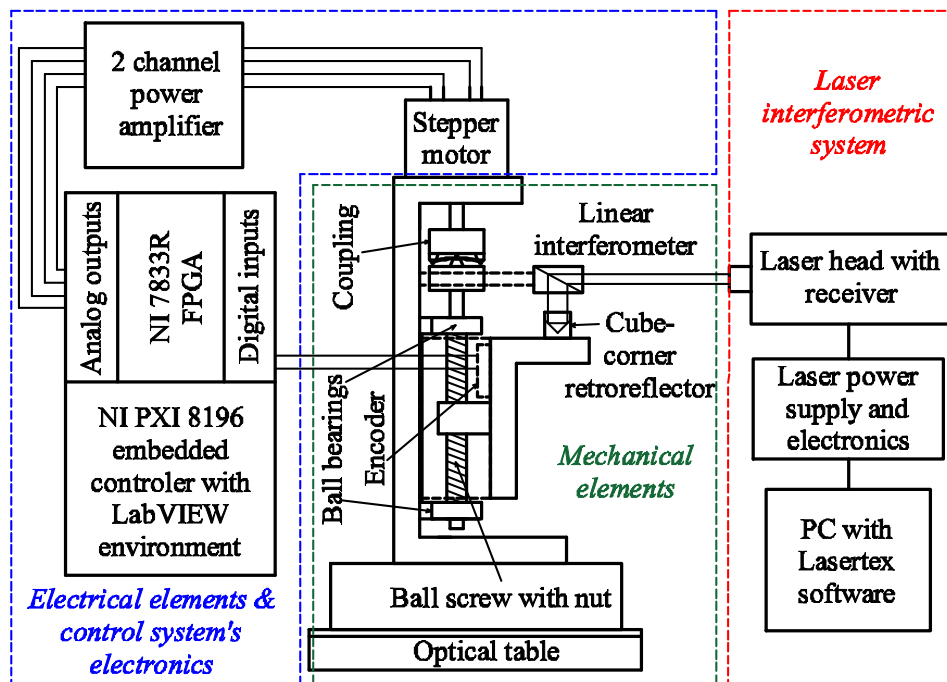 2 channel
power
amplifier
Stepper
motor
Laser
interferometric
system
Analog outputs
NI 7833R
FPGA
Digital inputs
Coupling
Linear
interferometer
Laser head with
receiver
Cube-
corner
retroreflector
Laser power
supply and
electronics
NI PXI 8196
embedded
controler with
LabVIEW
environment
Ball bearings
Encoder
Mechanical
elements
PC with
Lasertex
software
Electrical elements &
control system's
electronics
Ball screw with nut
Optical table